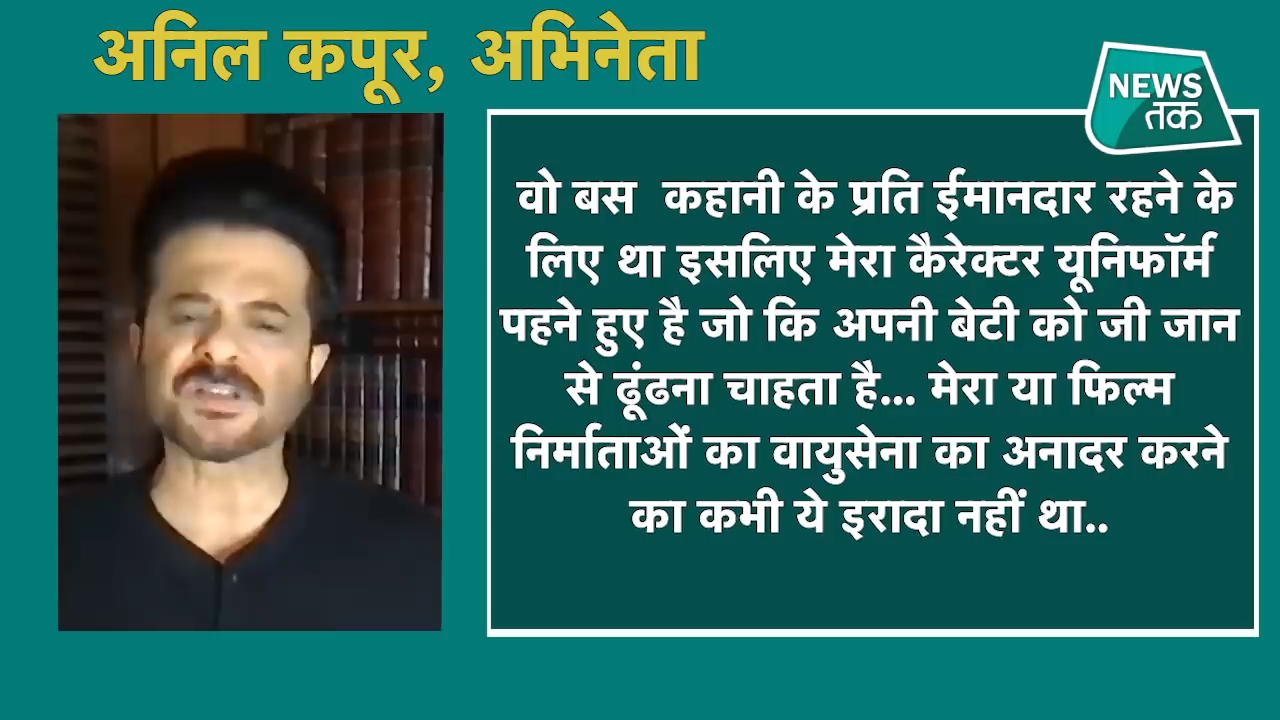 अनिल कपूर, अभिनेता
NEWS
तक
वो बस कहानी के प्रति ईमानदार रहने के
लिए था इसलिए मेरा कैरेक्टर यूनिफॉर्म
पहने हुए है जो कि अपनी बेटी को जी जान
से ढूंढना चाहता है... मेरा या फिल्म
निर्माताओं का वायुसेना का अनादर करने
का कभी ये इरादा नहीं था..